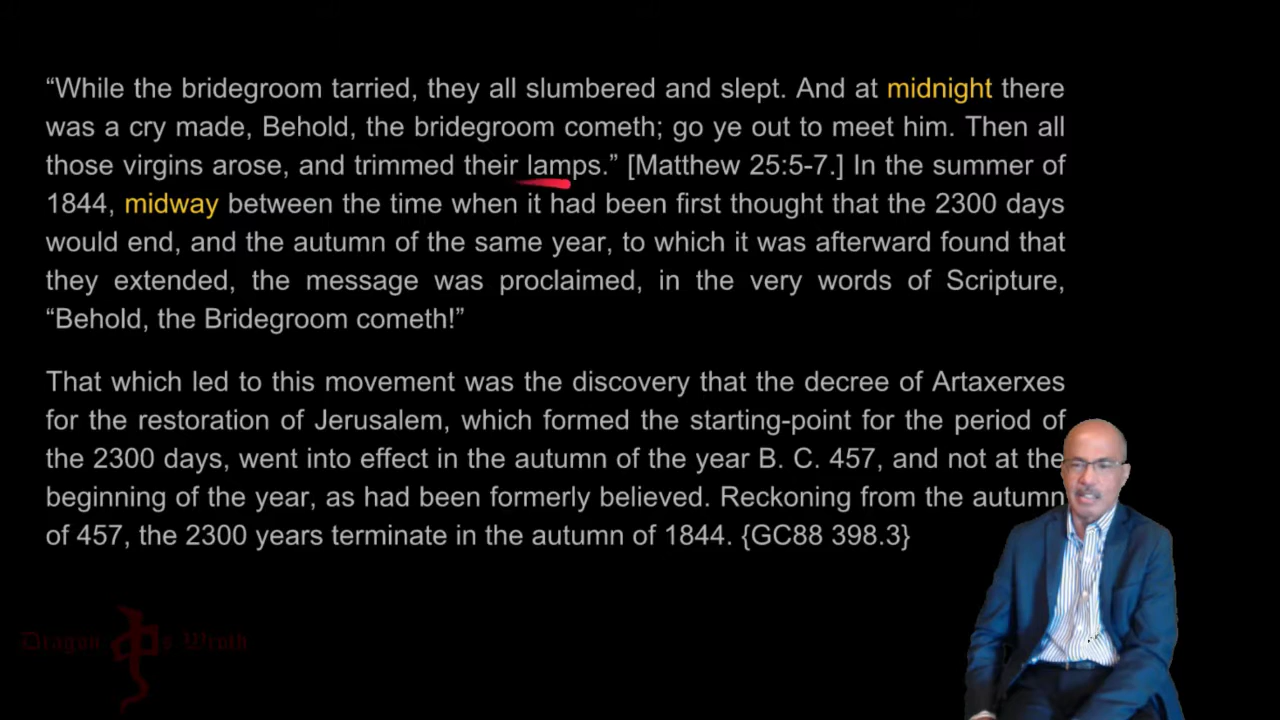 “While the bridegroom tarried, they all slumbered and slept. And at midnight there
was a cry made, Behold, the bridegroom cometh; go ye out to meet him. Then all
those virgins arose, and trimmed their lamps.” [Matthew 25:5-7.] In the summer of
1844, midway between the time when it had been first thought that the 2300 days
would end, and the autumn of the same year, to which it was afterward found that
they extended, the message was proclaimed, in the very words of Scripture,
“Behold, the Bridegroom cometh!”
That which led to this movement was the discovery that the decree of Artaxerxes
for the restoration of Jerusalem, which formed the starting-point for the period of
the 2300 days, went into effect in the autumn of the year B. C. 457, and not at the
beginning of the year, as had been formerly believed. Reckoning from the autumn
of 457, the 2300 years terminate in the autumn of 1844. {GC88 398.3}
Dragon s Wrath